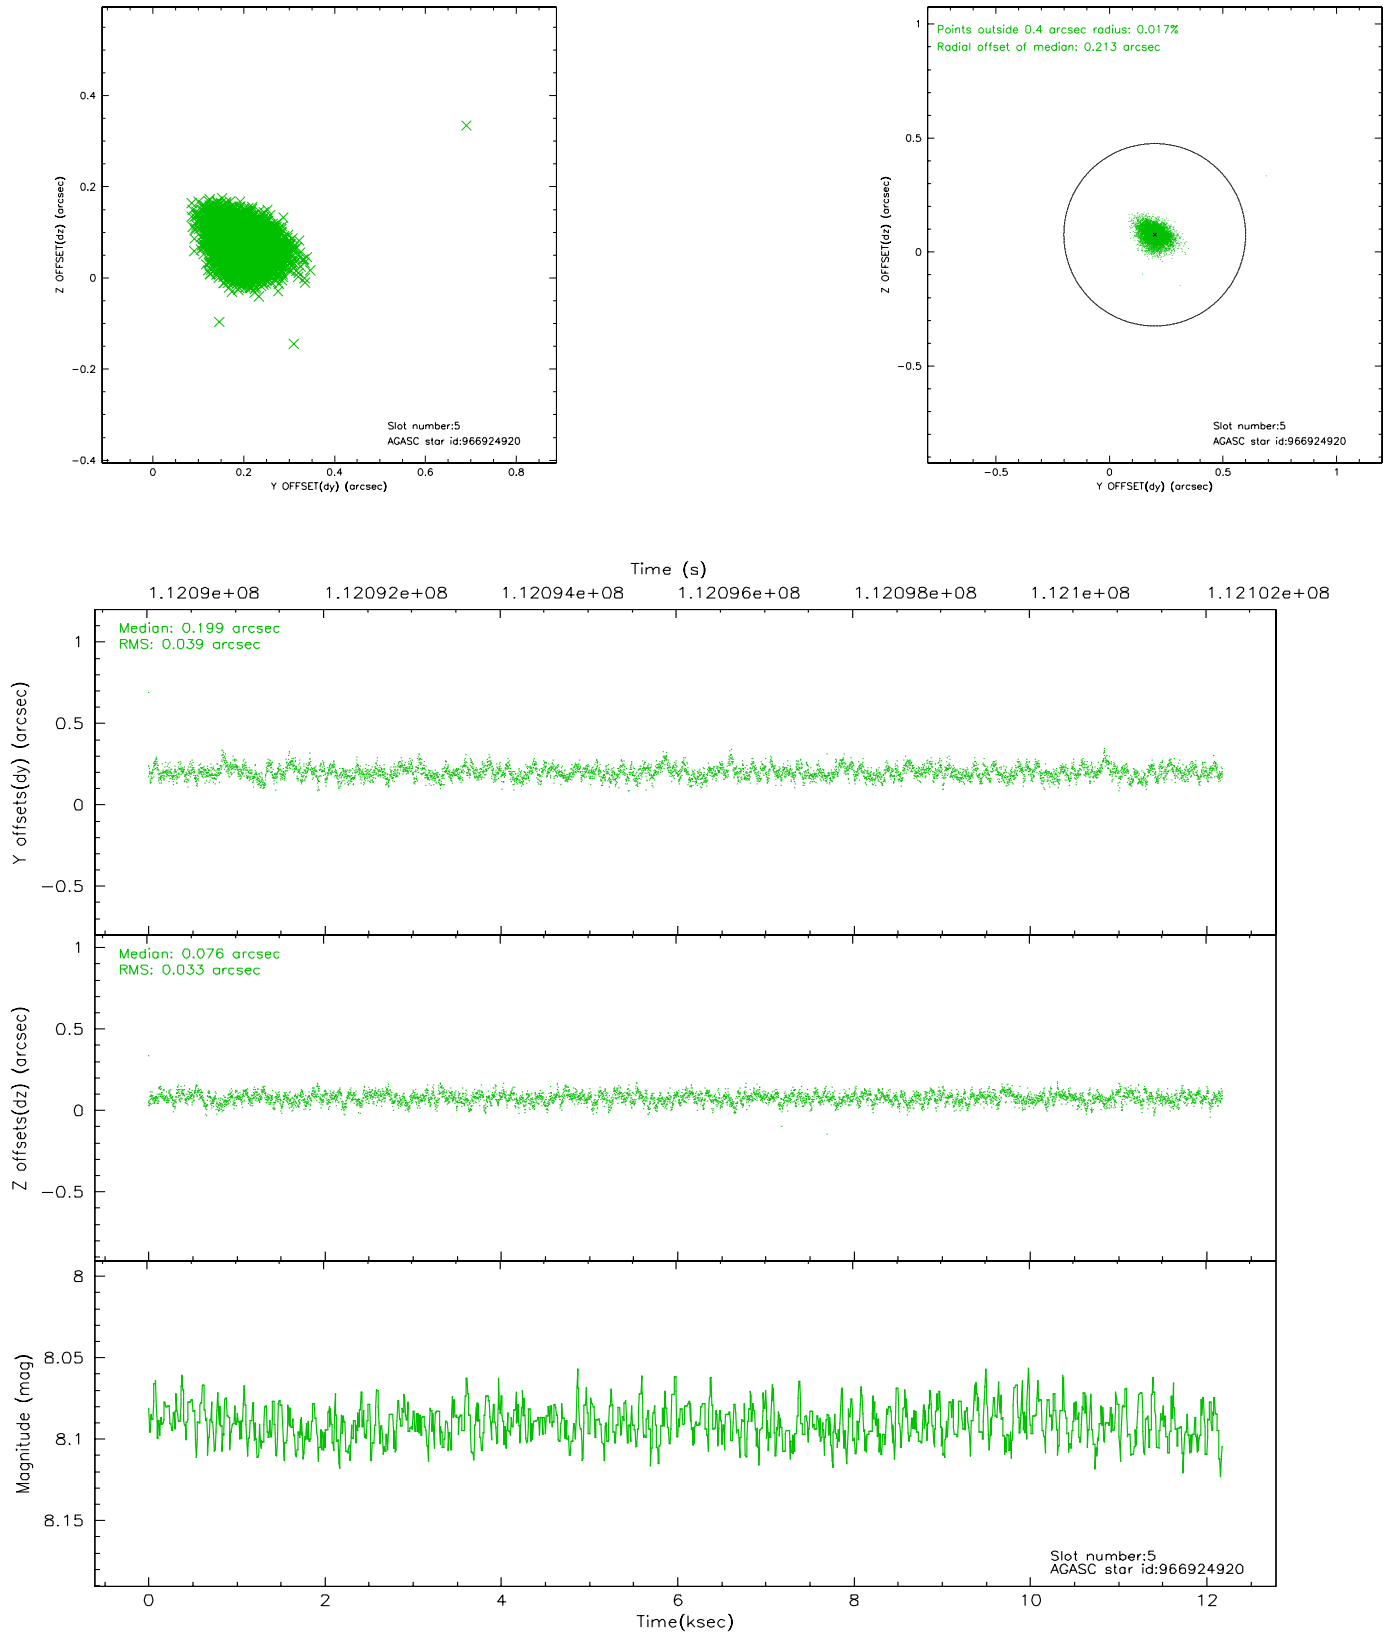 0.4
0.2
0
−0.2
−0.4
Z OFFSET(dz) (arcsec)
Slot number:5
AGASC star id:966924920
0 0.2 0.4 0.6 0.8
Y OFFSET(dy) (arcsec)
Points outside 0.4 arcsec radius: 0.017%
Radial offset of median: 0.213 arcsec
1
0.5
0
−0.5
Z OFFSET(dz) (arcsec)
Slot number:5
AGASC star id:966924920
−0.5 0 0.5 1
Y OFFSET(dy) (arcsec)
Time (s)
1.1209e+08 1.12092e+08 1.12094e+08 1.12096e+08 1.12098e+08 1.121e+08 1.12102e+08
Median: 0.199 arcsec
RMS: 0.039 arcsec
1
0.5
0
−0.5
Y offsets(dy) (arcsec)
Median: 0.076 arcsec
RMS: 0.033 arcsec
1
0.5
0
−0.5
Z offsets(dz) (arcsec)
8
8.05
8.1
8.15
Magnitude (mag)
Slot number:5
AGASC star id:966924920
0 2 4 6 8 10 12
Time(ksec)